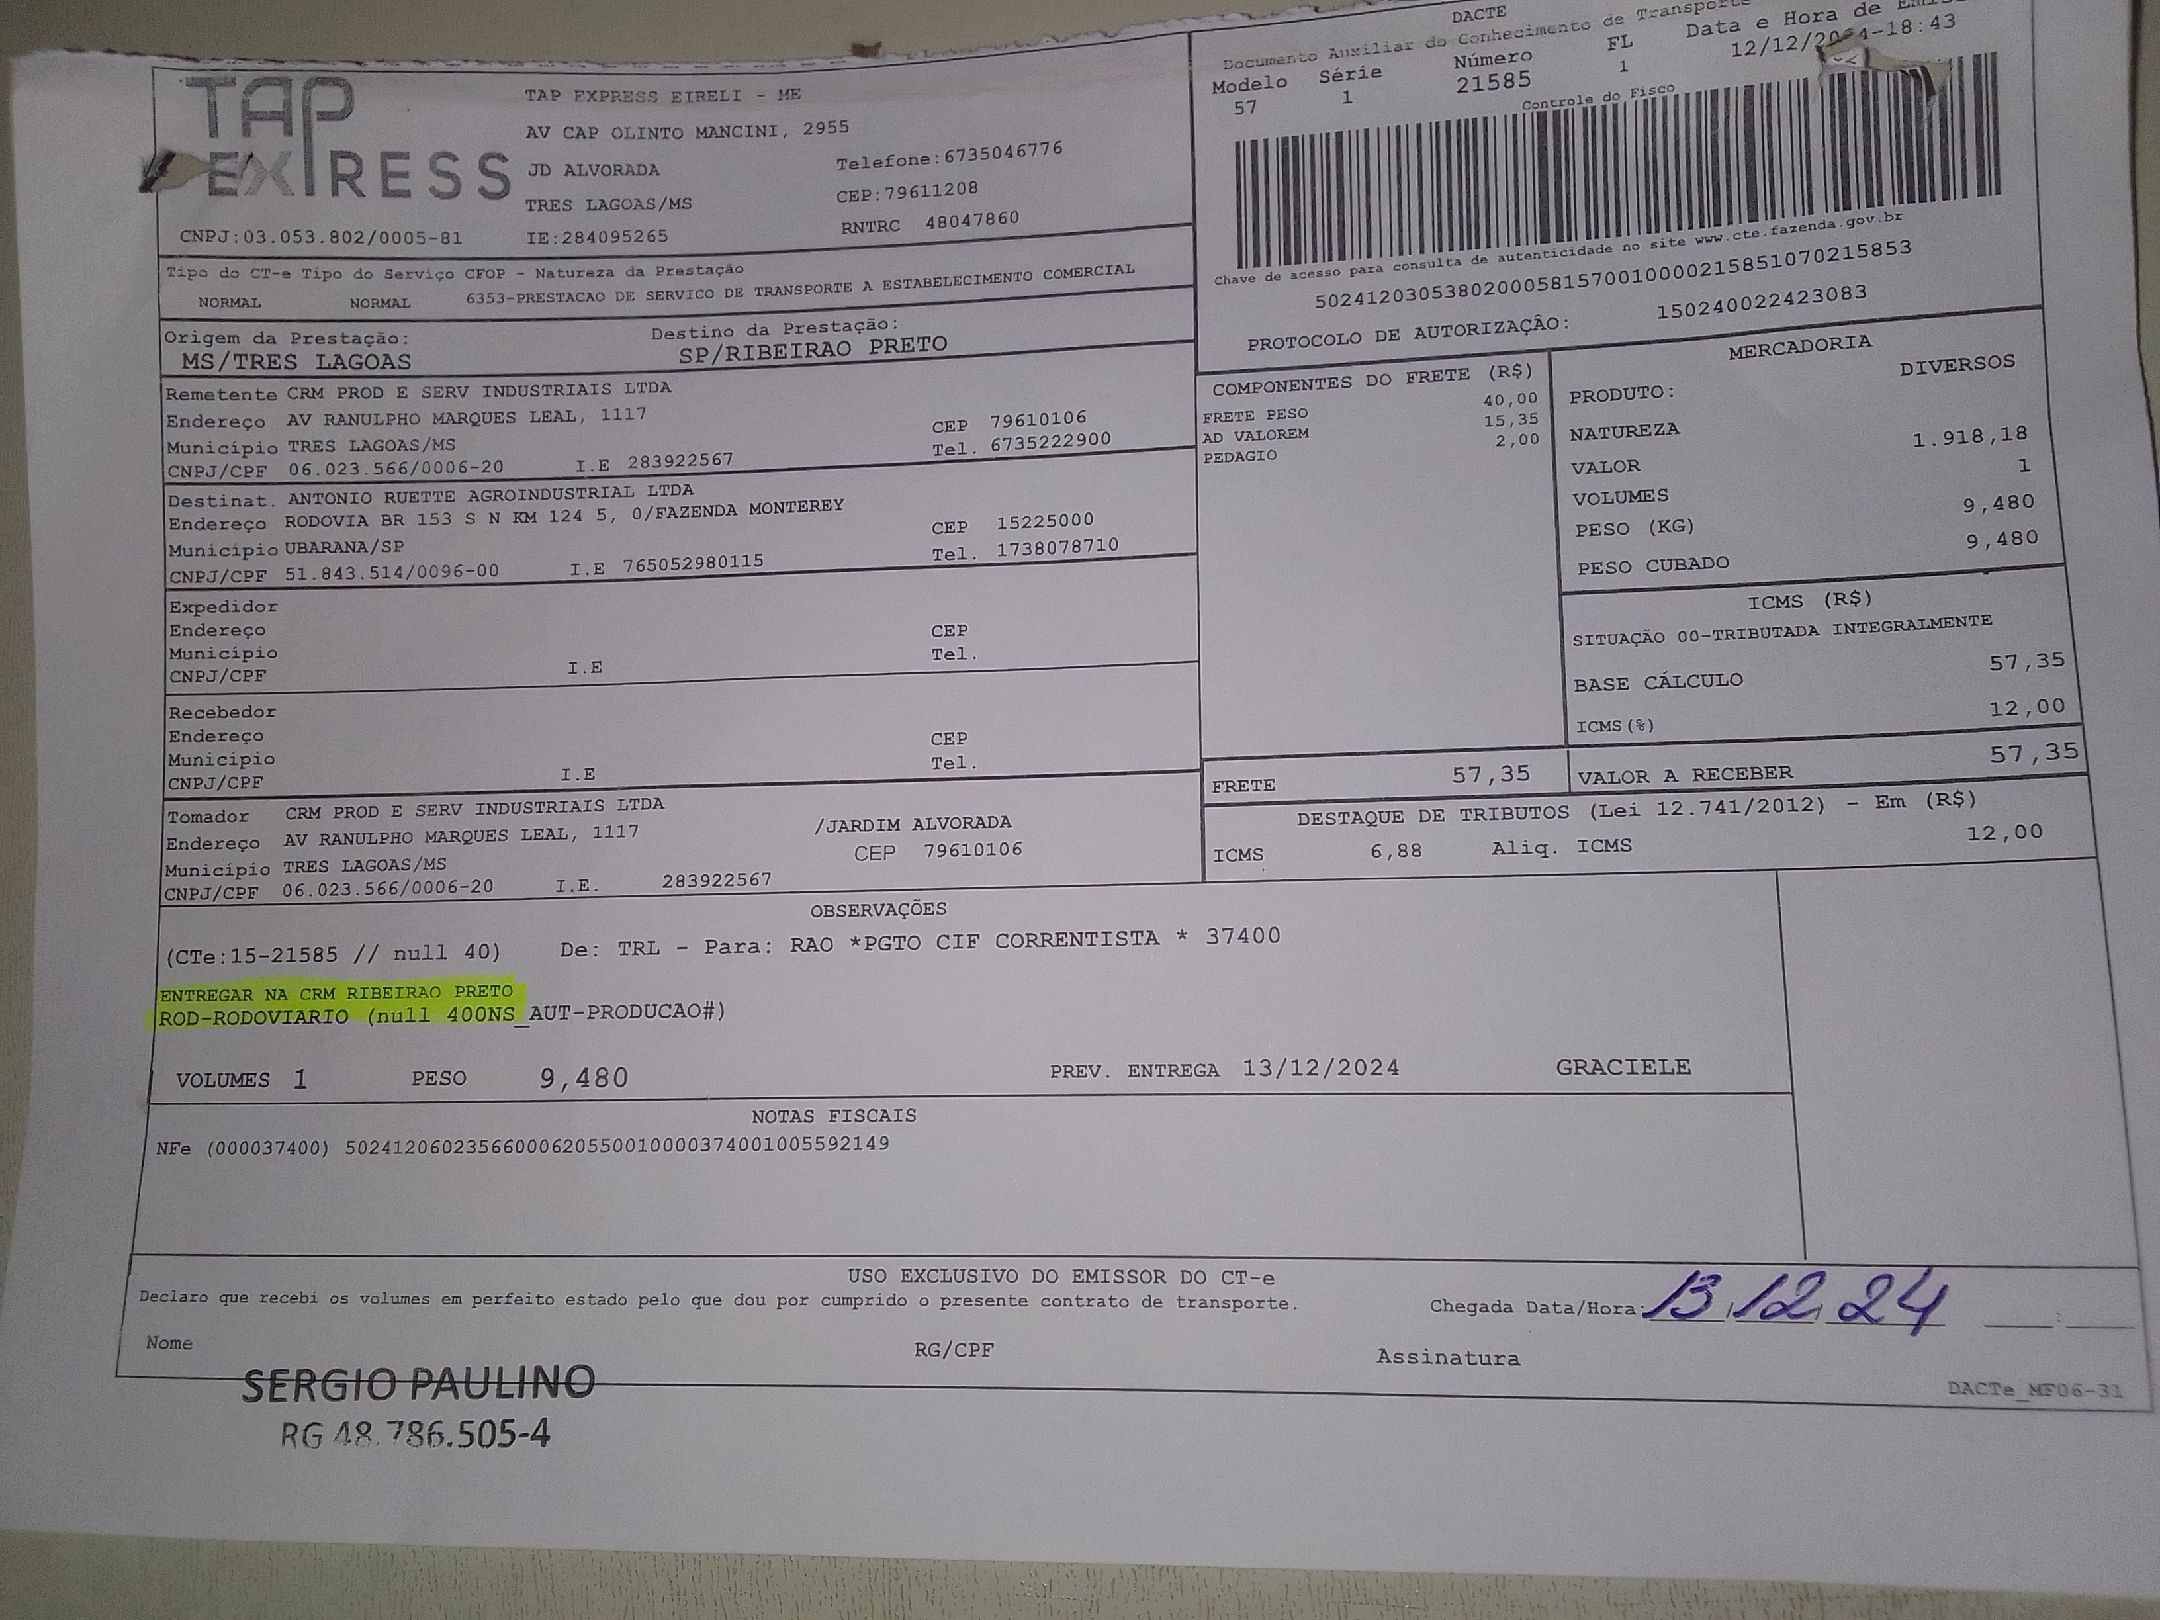 TAP
EXPRESS
CNPJ:03.053.802/0005-81
TAP EXPRESS EIRELI - ME
AV CAP OLINTO MANCINI, 2955
JD ALVORADA
Telefone:6735046776
CEP:79611208
TRES LAGOAS/MS
IE:284095265
RNTRC 48047860
DACTE
Documento Auxiliar do Conhecimento de Transporte
Modelo Série Número FL Data e Hora de
57 1 21585 1 12/12/2024-18:43
Controle do Fisco
Chave de acesso para consulta de autenticidade no site www.cte.fazenda.gov.br
50241203053802000581570010000215851070215853
PROTOCOLO DE AUTORIZAÇÂO: 150240022423083
Tipo do CT-e Tipo do Serviço CFOP - Natureza da Prestação
NORMAL NORMAL 6353-PRESTACAO DE SERVICO DE TRANSPORTE A ESTABELECIMENTO COMERCIAL
Origem da Prestação: Destino da Prestação:
MS/TRES LAGOAS SP/RIBEIRAO PRETO
Remetente CRM PROD E SERV INDUSTRIAIS LTDA
Endereço AV RANULPHO MARQUES LEAL, 1117 CEP 79610106
Município TRES LAGOAS/MS Tel. 6735222900
CNPJ/CPF 06.023.566/0006-20 I.E 283922567
Destinat. ANTONIO RUETTE AGROINDUSTRIAL LTDA
Endereço RODOVIA BR 153 S N KM 124 5, 0/FAZENDA MONTEREY CEP 15225000
Município UBARANA/SP Tel. 1738078710
CNPJ/CPF 51.843.514/0096-00 I.E 765052980115
Expedidor
Endereço CEP
Município Tel.
CNPJ/CPF I.E
Recebedor
Endereço CEP
Município Tel.
CNPJ/CPF I.E
Tomador CRM PROD E SERV INDUSTRIAIS LTDA
Endereço AV RANULPHO MARQUES LEAL, 1117 /JARDIM ALVORADA
Município TRES LAGOAS/MS CEP 79610106
CNPJ/CPF 06.023.566/0006-20 I.E. 283922567
COMPONENTES DO FRETE (R$)
FRETE PESO 40,00
AD VALOREM 15,35
PEDAGIO 2,00
MERCADORIA
PRODUTO: DIVERSOS
NATUREZA
VALOR 1.918,18
VOLUMES 1
PESO (KG) 9,480
PESO CUBADO 9,480
ICMS (R$)
SITUAÇÃO 00-TRIBUTADA INTEGRALMENTE
BASE CÁLCULO 57,35
ICMS(%) 12,00
FRETE 57,35 VALOR A RECEBER 57,35
DESTAQUE DE TRIBUTOS (Lei 12.741/2012) - Em (R$)
ICMS 6,88 Aliq. ICMS 12,00
OBSERVAÇÕES
(CTe:15-21585 // null 40) De: TRL - Para: RAO *PGTO CIF CORRENTISTA * 37400
ENTREGAR NA CRM RIBEIRAO PRETO
ROD-RODOVIARIO (null 400NS_AUT-PRODUCAO#)
VOLUMES 1 PESO 9,480 PREV. ENTREGA 13/12/2024 GRACIELE
NOTAS FISCAIS
NFe (000037400) 50241206023566000620550010000374001005592149
USO EXCLUSIVO DO EMISSOR DO CT-e
Declaro que recebi os volumes em perfeito estado pelo que dou por cumprido o presente contrato de transporte. Chegada Data/Hora: 13/12/24
Nome RG/CPF Assinatura
SERGIO PAULINO
RG 48.786.505-4
DACTe_MF06-31